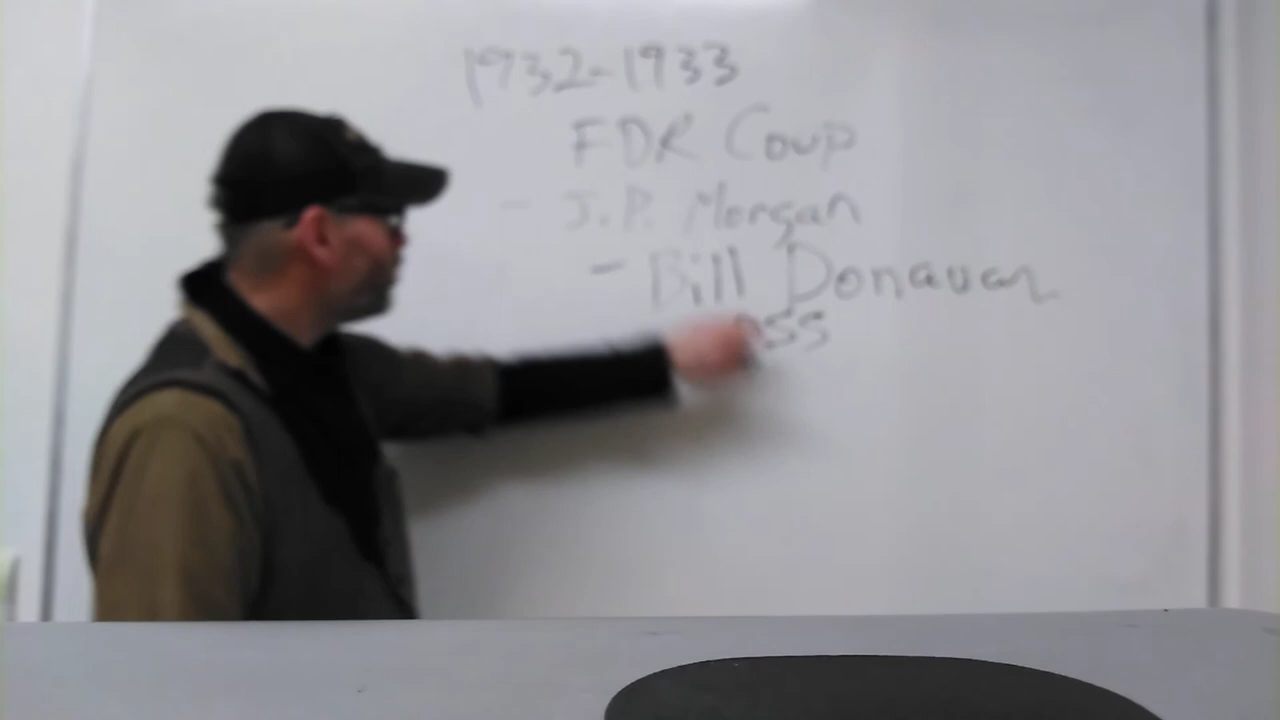 1932-1933
FDR Coup
- J.P. Morgan
- Bill Donavan
OSS